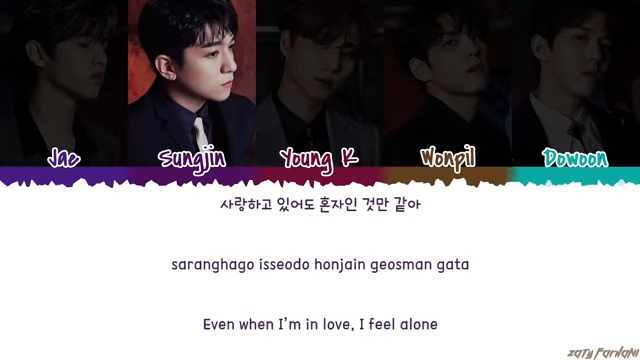 Jae Sungjin Young K Wonpil Dowoon
사랑하고 있어도 혼자인 것만 같아
saranghago isseodo honjain geosman gata
Even when I'm in love, I feel alone